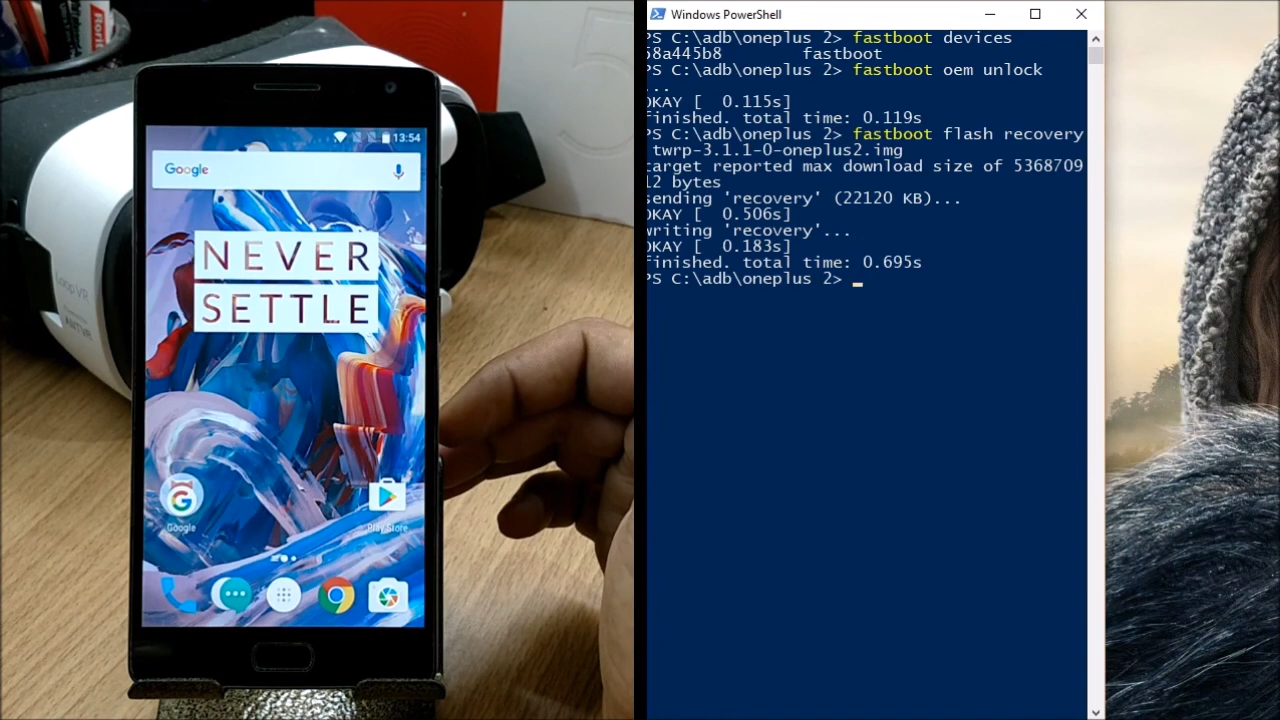 13:54
Google
NEVER
SETTLE
Google
Play Store
Loop VR
ANTVR
Windows PowerShell
PS C:\adb\oneplus 2> fastboot devices
58a445b8 fastboot
PS C:\adb\oneplus 2> fastboot oem unlock
...
OKAY [ 0.115s]
finished. total time: 0.119s
PS C:\adb\oneplus 2> fastboot flash recovery
twrp-3.1.1-0-oneplus2.img
target reported max download size of 5368709
12 bytes
sending 'recovery' (22120 KB)...
OKAY [ 0.506s]
writing 'recovery'...
OKAY [ 0.183s]
finished. total time: 0.695s
PS C:\adb\oneplus 2>